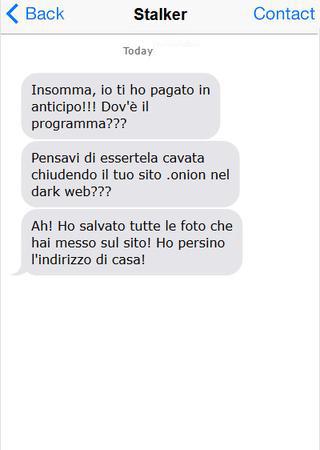 Back Stalker Contact
Today
Insomma, io ti ho pagato in
anticipo!!! Dov'è il
programma???
Pensavi di essertela cavata
chiudendo il tuo sito .onion nel
dark web???
Ah! Ho salvato tutte le foto che
hai messo sul sito! Ho persino
l'indirizzo di casa!